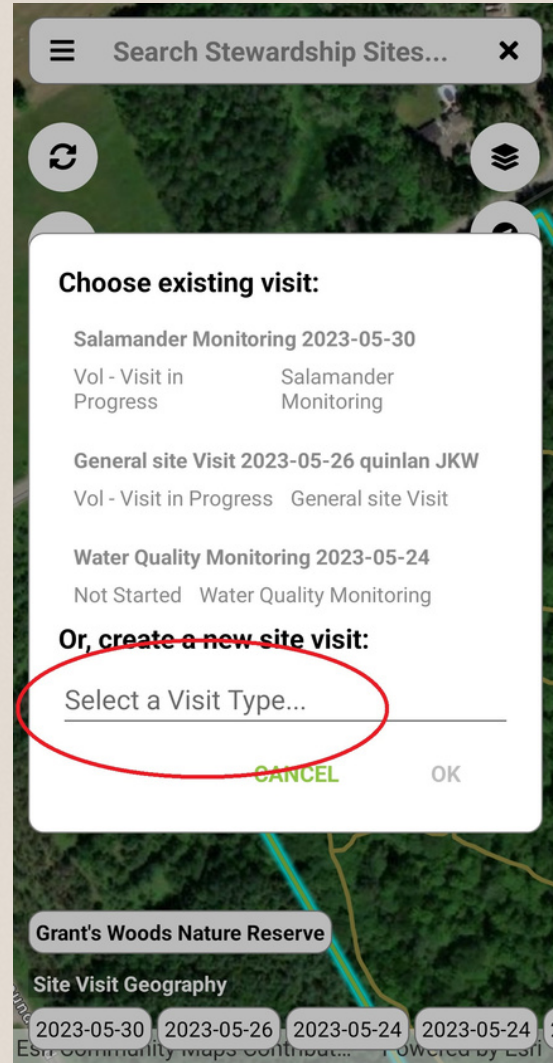 Search Stewardship Sites...
Choose existing visit:
Salamander Monitoring 2023-05-30
Vol - Visit in Salamander
Progress Monitoring
General site Visit 2023-05-26 quinlan JKW
Vol - Visit in Progress General site Visit
Water Quality Monitoring 2023-05-24
Not Started Water Quality Monitoring
Or, create a new site visit:
Select a Visit Type...
CANCEL OK
Grant's Woods Nature Reserve
Site Visit Geography
2023-05-30 2023-05-26 2023-05-24 2023-05-24
Esri Community Maps Contribut...